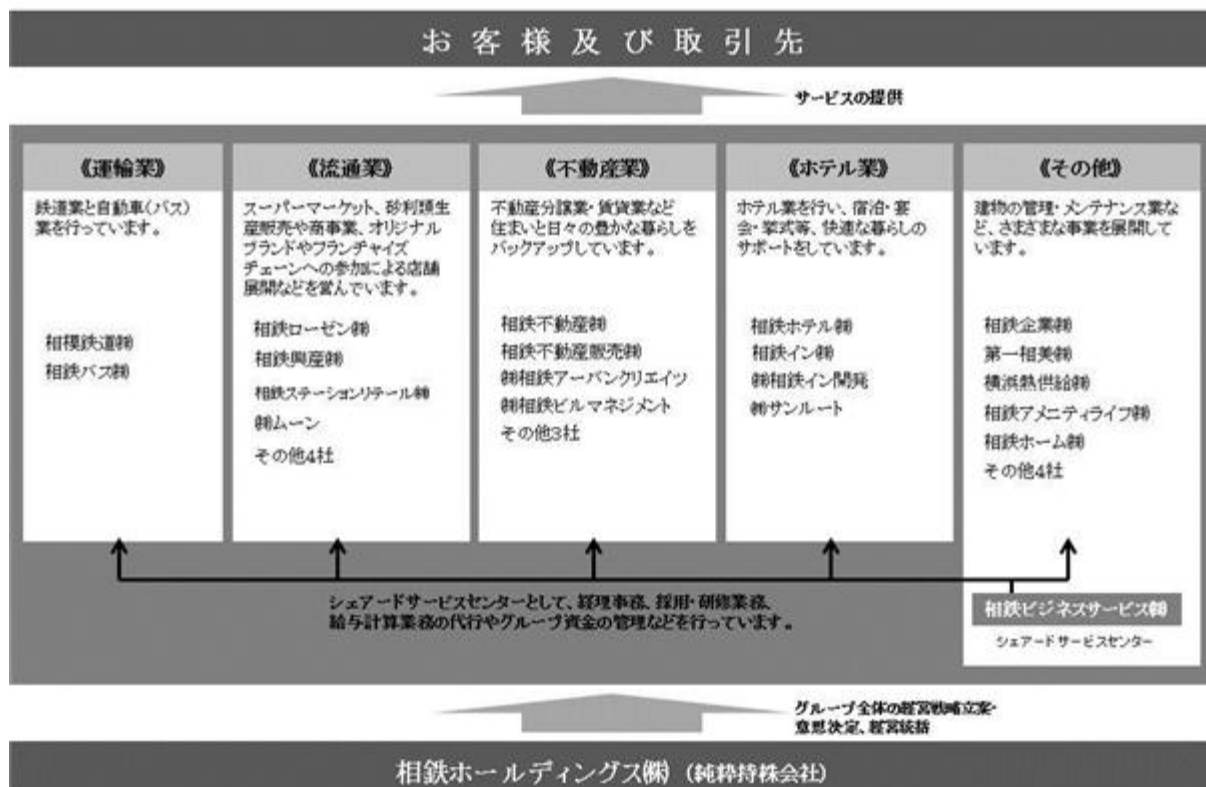 お客様及び取引先
サービスの提供
《運輸業》
鉄道業と自動車(バス)
業を行っています。
相模鉄道㈱
相鉄バス㈱
《流通業》
スーパーマーケット、砂利類生
産販売や商事業、オリジナル
ブランドやフランチャイズ
チェーンへの参加による店舗
展開などを営んでいます。
相鉄ローゼン㈱
相鉄興産㈱
相鉄ステーションリテール㈱
㈱ムーン
その他4社
《不動産業》
不動産分譲業・賃貸業など
住まいと日々の豊かな暮らしを
バックアップしています。
相鉄不動産㈱
相鉄不動産販売㈱
㈱相鉄アーバンクリエイツ
㈱相鉄ビルマネジメント
その他3社
《ホテル業》
ホテル業を行い、宿泊・宴
会・挙式等、快適な暮らしの
サポートをしています。
相鉄ホテル㈱
相鉄イン㈱
㈱相鉄イン開発
㈱サンルート
《その他》
建物の管理・メンテナンス業な
ど、さまざまな事業を展開して
います。
相鉄企業㈱
第一相美㈱
横浜熱供給㈱
相鉄アメニティライフ㈱
相鉄ホーム㈱
その他4社
シェアードサービスセンターとして、経理事務、採用・研修業務、
給与計算業務の代行やグループ資金の管理などを行っています。
相鉄ビジネスサービス㈱
シェアードサービスセンター
グループ全体の経営戦略立案・
意思決定、経営統括
相鉄ホールディングス㈱(純粋持株会社)